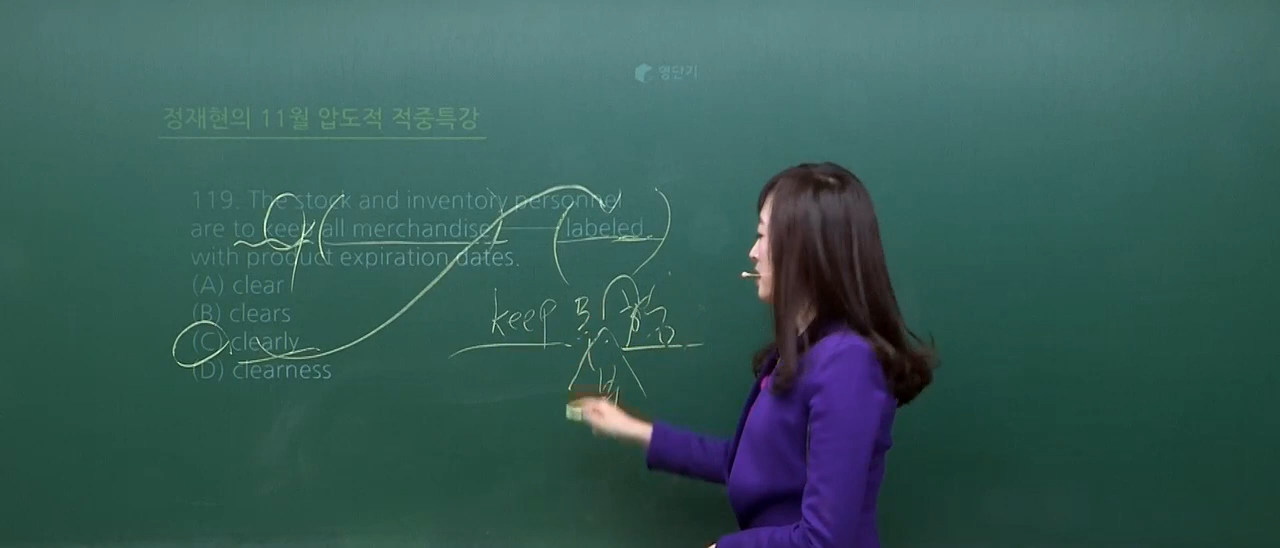 영단기
정재현의 11월 압도적 적중특강
119. The stock and inventory personnel
are to keep all merchandise labeled
with product expiration dates.
(A) clear
(B) clears
(C) clearly
(D) clearness
keep 목